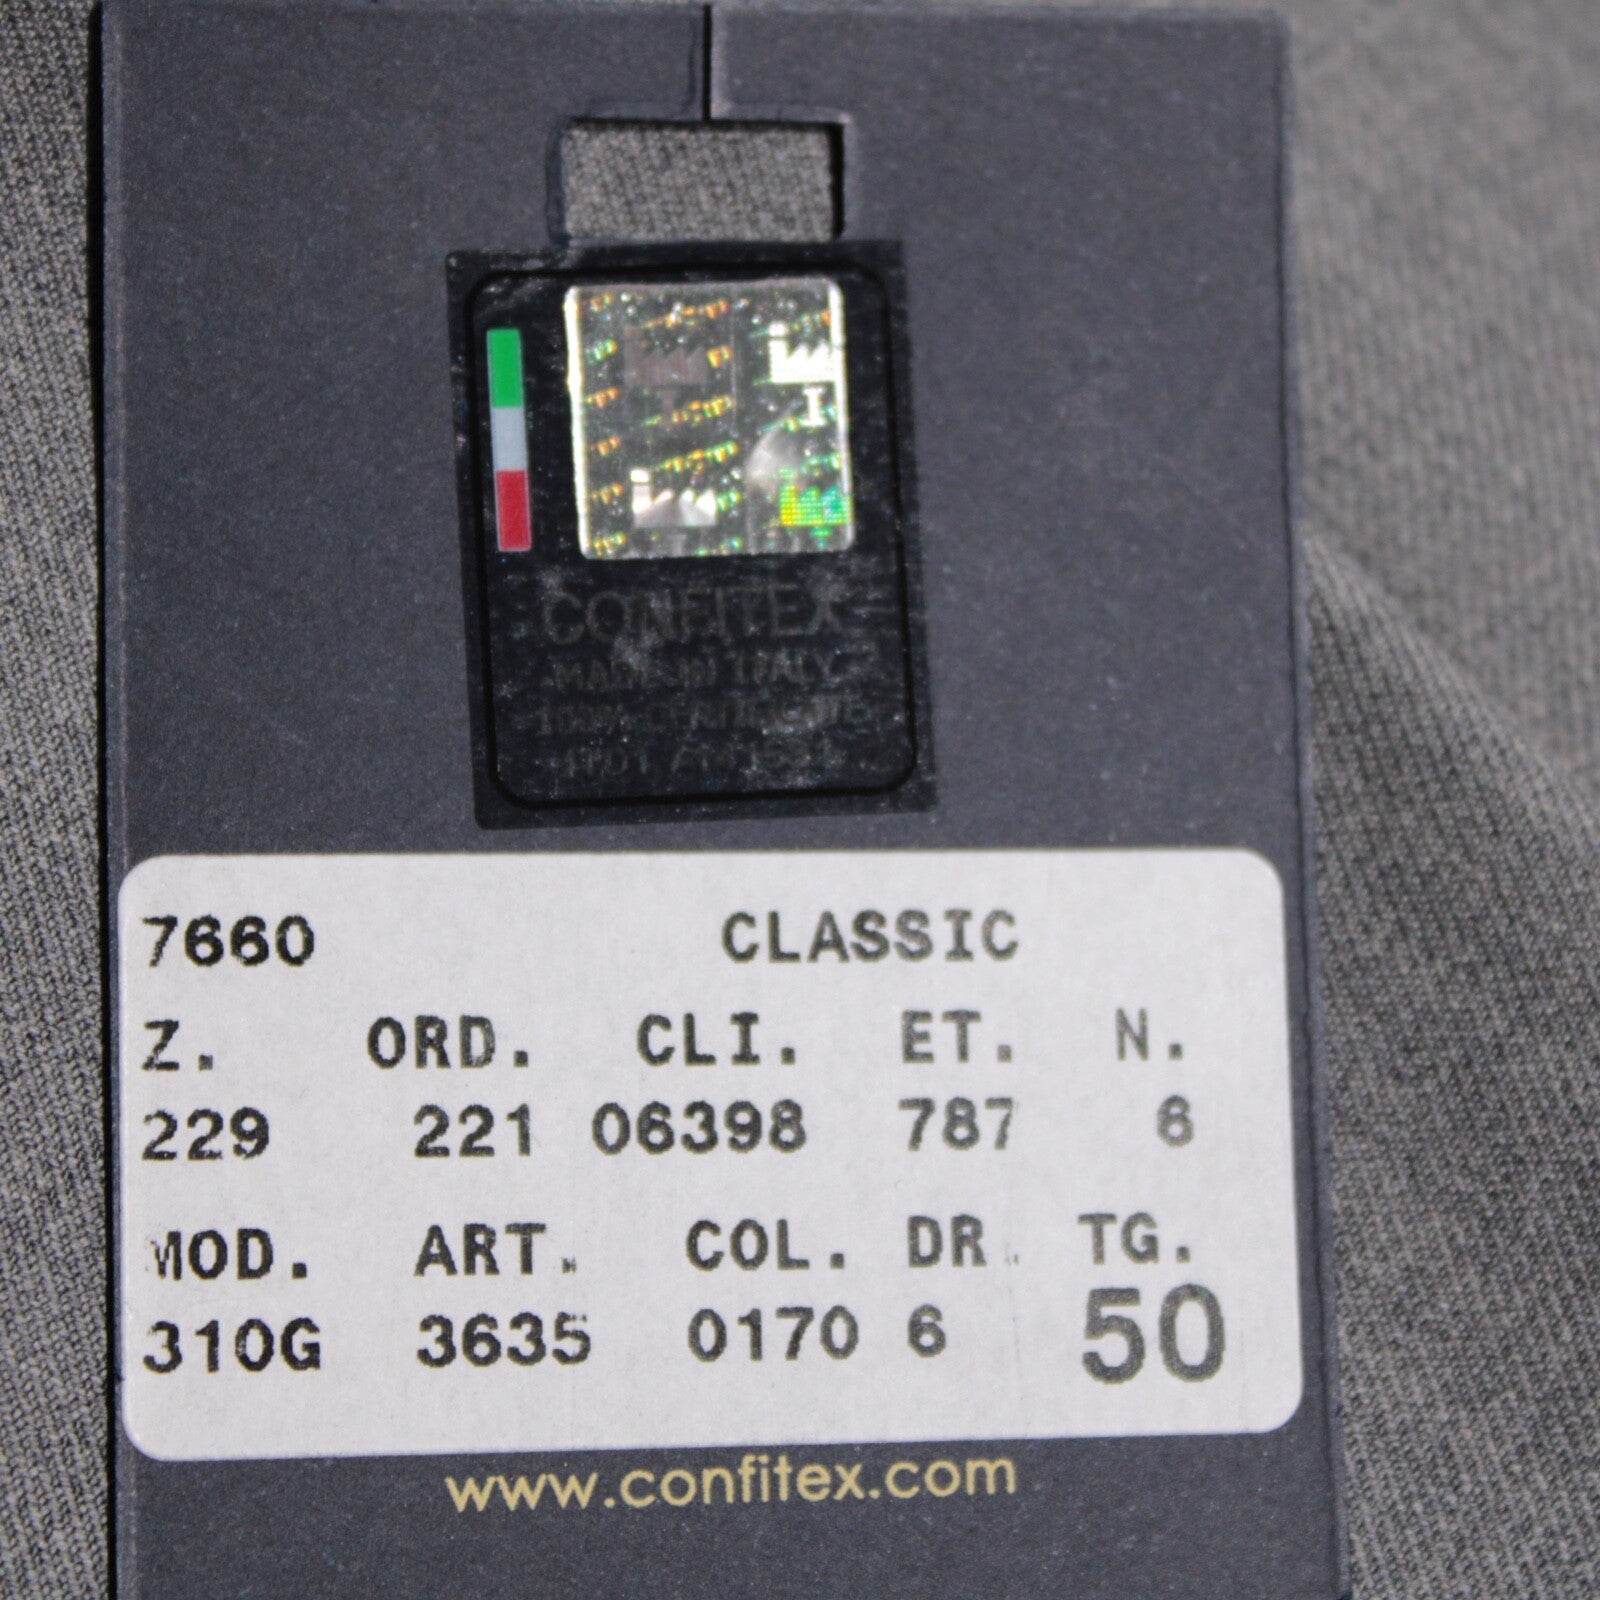 CONFITEX
MADE IN ITALY
7660 CLASSIC
Z. ORD. CLI. ET. N.
229 221 06398 787 6
MOD. ART. COL. DR. TG.
310G 3635 0170 6 50
www.confitex.com